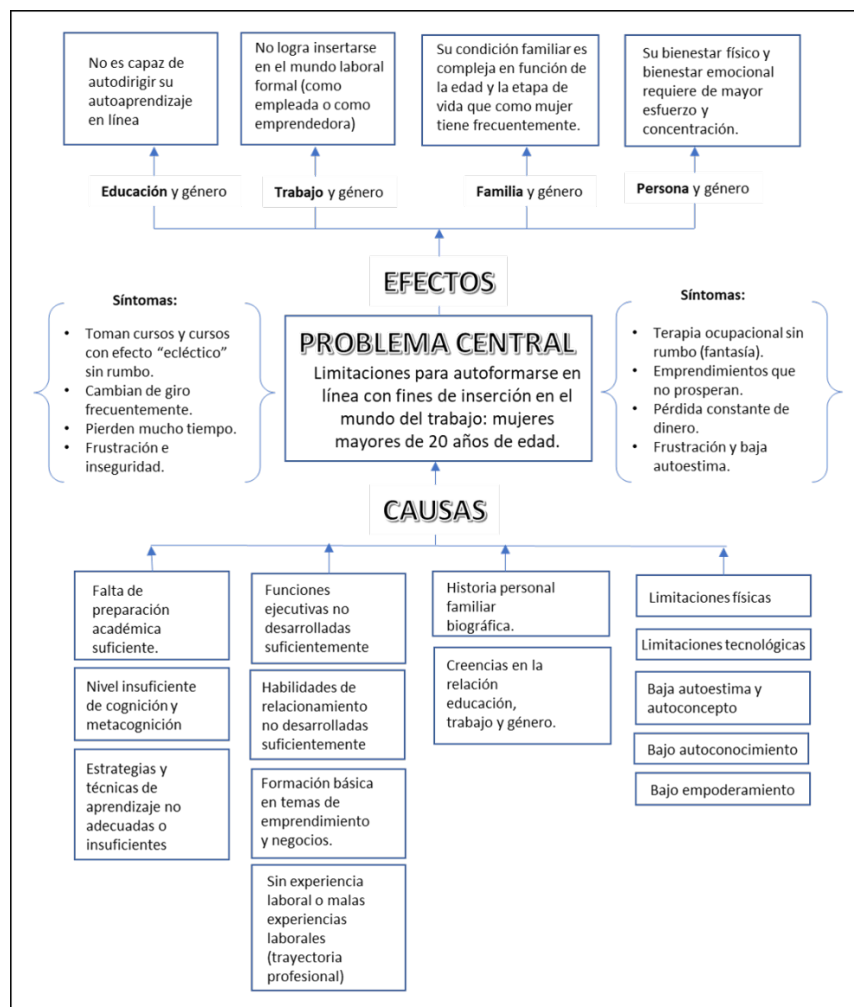 No es capaz de
autodirigir su
autoaprendizaje
en línea
No logra insertarse
en el mundo laboral
formal (como
empleada o como
emprendedora)
Su condición familiar es
compleja en función de
la edad y la etapa de
vida que como mujer
tiene frecuentemente.
Su bienestar físico y
bienestar emocional
requiere de mayor
esfuerzo y
concentración.
Educación y género
Trabajo y género
Familia y género
Persona y género
EFECTOS
Síntomas:
• Toman cursos y cursos
con efecto “ecléctico”
sin rumbo.
• Cambian de giro
frecuentemente.
• Pierden mucho tiempo.
• Frustración e
inseguridad.
PROBLEMA CENTRAL
Limitaciones para autoformarse en
línea con fines de inserción en el
mundo del trabajo: mujeres
mayores de 20 años de edad.
Síntomas:
• Terapia ocupacional sin
rumbo (fantasía).
• Emprendimientos que
no prosperan.
• Pérdida constante de
dinero.
• Frustración y baja
autoestima.
CAUSAS
Falta de
preparación
académica
suficiente.
Nivel insuficiente
de cognición y
metacognición
Estrategias y
técnicas de
aprendizaje no
adecuadas o
insuficientes
Funciones
ejecutivas no
desarrolladas
suficientemente
Habilidades de
relacionamiento
no desarrolladas
suficientemente
Formación básica
en temas de
emprendimiento
y negocios.
Sin experiencia
laboral o malas
experiencias
laborales
(trayectoria
profesional)
Historia personal
familiar
biográfica.
Creencias en la
relación
educación,
trabajo y género.
Limitaciones físicas
Limitaciones tecnológicas
Baja autoestima y
autoconcepto
Bajo autoconocimiento
Bajo empoderamiento